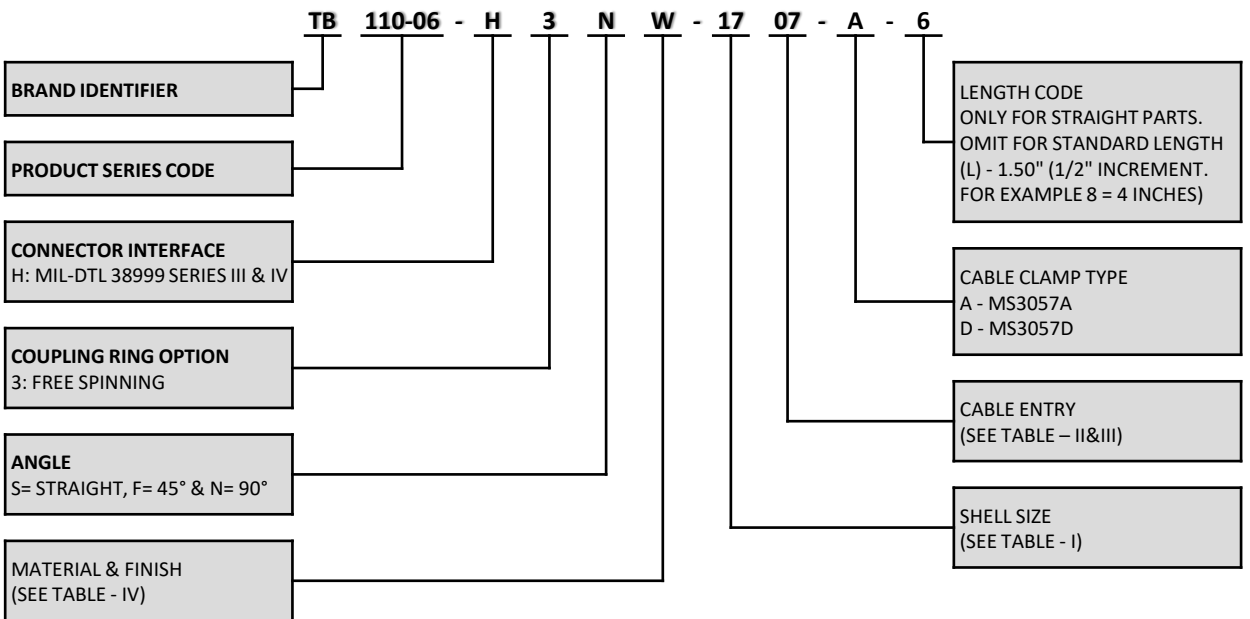 TB 110-06 - H 3 N W - 17 07 - A - 6
BRAND IDENTIFIER
PRODUCT SERIES CODE
CONNECTOR INTERFACE
H: MIL-DTL 38999 SERIES III & IV
COUPLING RING OPTION
3: FREE SPINNING
ANGLE
S= STRAIGHT, F= 45° & N= 90°
MATERIAL & FINISH
(SEE TABLE - IV)
LENGTH CODE
ONLY FOR STRAIGHT PARTS.
OMIT FOR STANDARD LENGTH
(L) - 1.50" (1/2" INCREMENT.
FOR EXAMPLE 8 = 4 INCHES)
CABLE CLAMP TYPE
A - MS3057A
D - MS3057D
CABLE ENTRY
(SEE TABLE – II&III)
SHELL SIZE
(SEE TABLE - I)